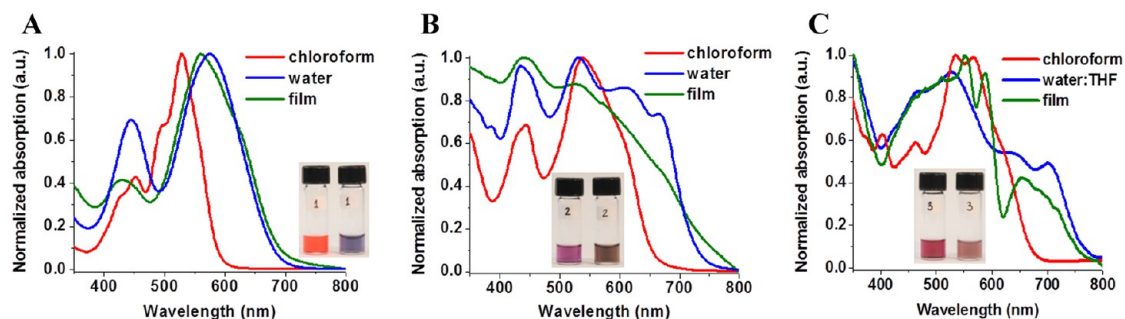 A
Normalized absorption (a.u.)
1.0
0.8
0.6
0.4
0.2
0.0
400
500
600
700
800
Wavelength (nm)
chloroform
water
film
1
1
B
Normalized absorption (a.u.)
1.0
0.8
0.6
0.4
0.2
0.0
400
500
600
700
800
Wavelength (nm)
chloroform
water
film
2
2
C
Normalized absorption (a.u.)
1.0
0.8
0.6
0.4
0.2
0.0
400
500
600
700
800
Wavelength (nm)
chloroform
water:THF
film
3
3